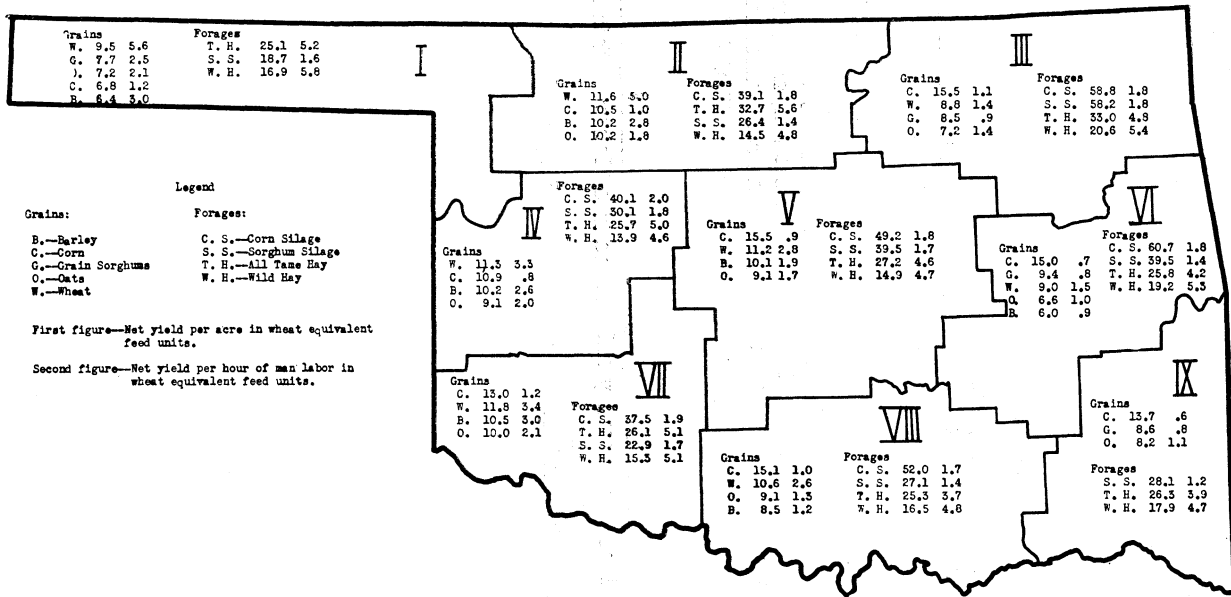 I
Grains
W. 9.5 5.6
G. 7.7 2.5
). 7.2 2.1
C. 6.8 1.2
B. 6.4 3.0
Forages
T. H. 25.1 5.2
S. S. 18.7 1.6
W. H. 16.9 5.8
II
Grains
W. 11.6 5.0
C. 10.5 1.0
B. 10.2 2.8
O. 10.2 1.8
Forages
C. S. 39.1 1.8
T. H. 32.7 5.6
S. S. 26.4 1.4
W. H. 14.5 4.8
III
Grains
C. 15.5 1.1
W. 8.8 1.4
G. 8.5 .9
O. 7.2 1.4
Forages
C. S. 58.8 1.8
S. S. 58.2 1.8
T. H. 33.0 4.8
W. H. 20.6 5.4
Legend
Grains:
B.—Barley
C.—Corn
G.—Grain Sorghums
O.—Oats
W.—Wheat
Forages:
C. S.—Corn Silage
S. S.—Sorghum Silage
T. H.—All Tame Hay
W. H.—Wild Hay
First figure—Net yield per acre in wheat equivalent
feed units.
Second figure—Net yield per hour of man labor in
wheat equivalent feed units.
IV
Forages
C. S. 40.1 2.0
S. S. 30.1 1.8
T. H. 25.7 5.0
W. H. 13.9 4.6
Grains
W. 11.3 3.3
C. 10.9 .8
B. 10.2 2.6
O. 9.1 2.0
V
Grains
C. 15.5 .9
W. 11.2 2.8
B. 10.1 1.9
O. 9.1 1.7
Forages
C. S. 49.2 1.8
S. S. 39.5 1.7
T. H. 27.2 4.6
W. H. 14.9 4.7
VI
Grains
C. 15.0 .7
G. 9.4 .8
W. 9.0 1.5
O. 6.6 1.0
B. 6.0 .9
Forages
C. S. 60.7 1.8
S. S. 39.5 1.4
T. H. 25.8 4.2
W. H. 19.2 5.3
VII
Grains
C. 13.0 1.2
W. 11.8 3.4
B. 10.5 3.0
O. 10.0 2.1
Forages
C. S. 37.5 1.9
T. H. 26.1 5.1
S. S. 22.9 1.7
W. H. 15.3 5.1
VIII
Grains
C. 15.1 1.0
W. 10.6 2.6
O. 9.1 1.3
B. 8.5 1.2
Forages
C. S. 52.0 1.7
S. S. 27.1 1.4
T. H. 25.3 3.7
W. H. 16.5 4.8
IX
Grains
C. 13.7 .6
G. 8.6 .8
O. 8.2 1.1
Forages
S. S. 28.1 1.2
T. H. 26.3 3.9
W. H. 17.9 4.7